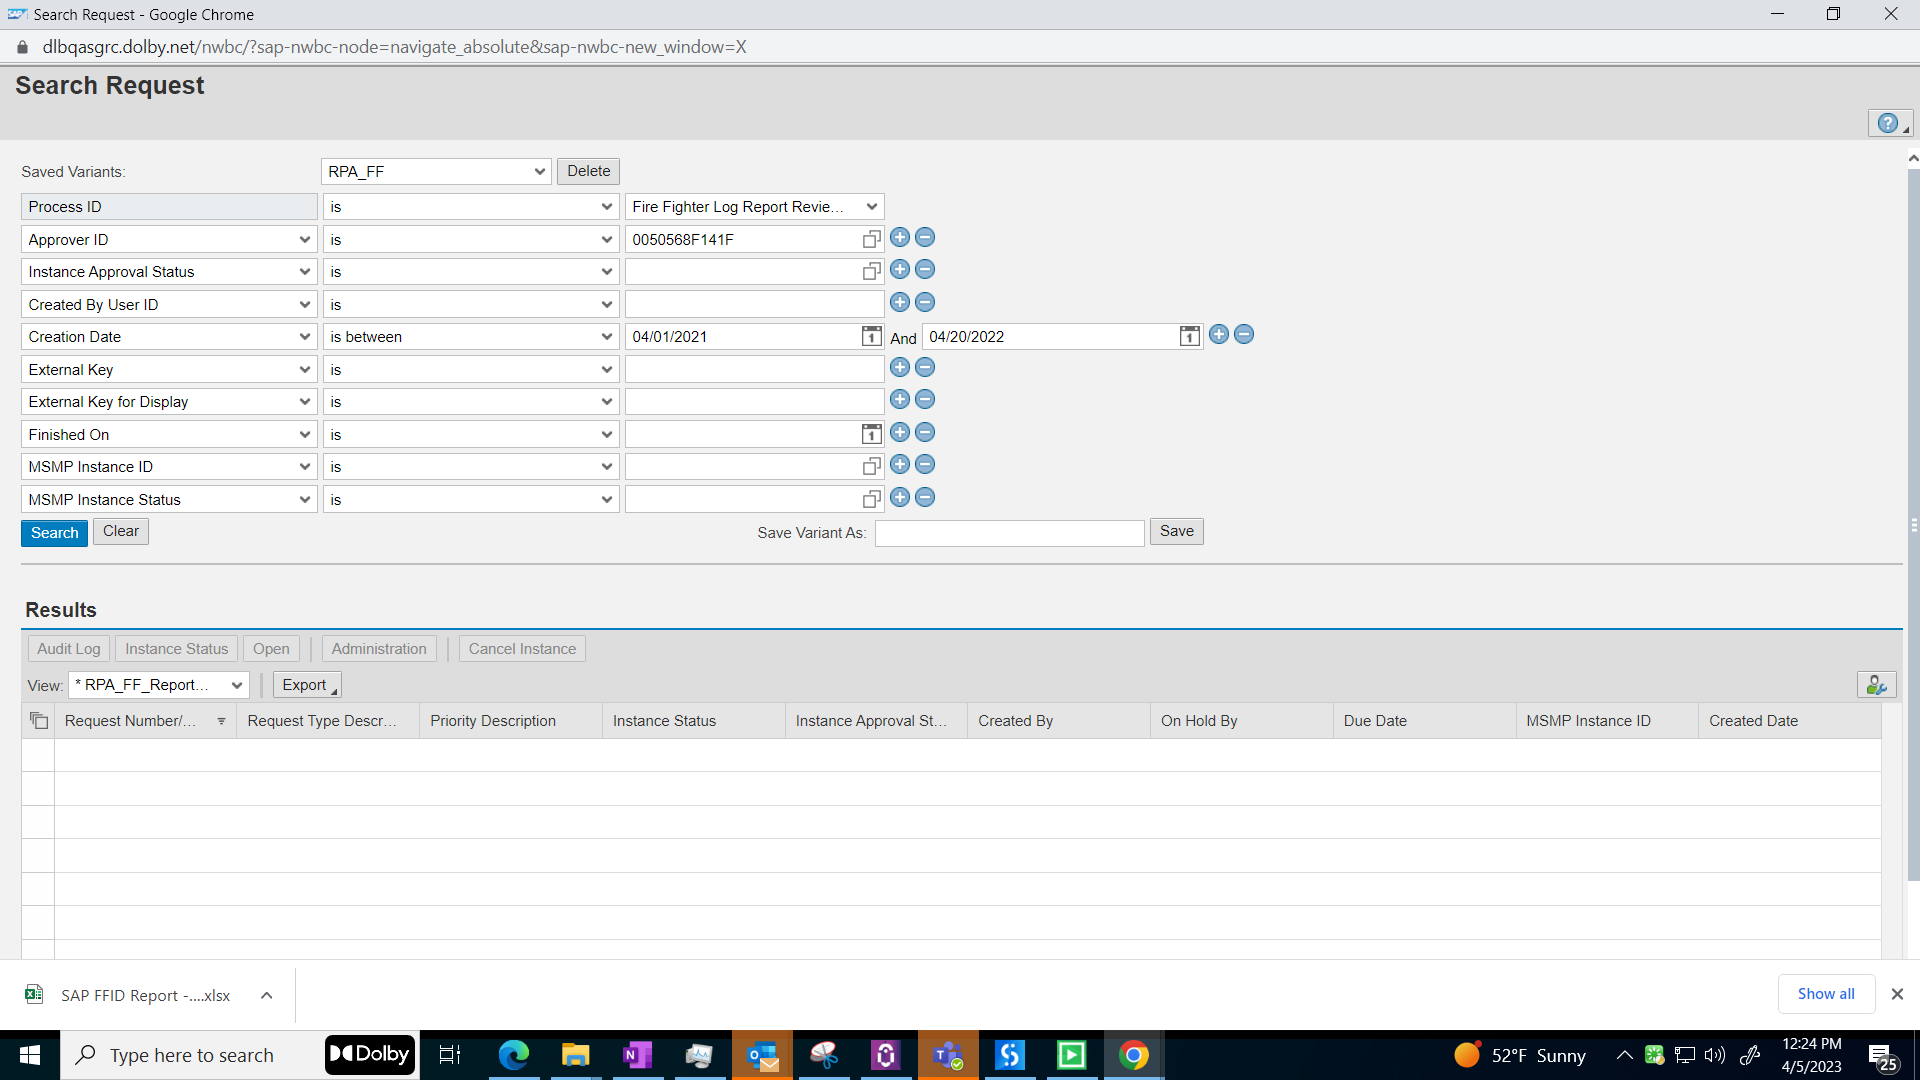 Search Request - Google Chrome
dlbqasgrc.dolby.net/nwbc/?sap-nwbc-node=navigate_absolute&sap-nwbc-new_window=X
Search Request
Saved Variants: RPA_FF Delete
Process ID is Fire Fighter Log Report Revie...
Approver ID is 0050568F141F
Instance Approval Status is
Created By User ID is
Creation Date is between 04/01/2021 And 04/20/2022
External Key is
External Key for Display is
Finished On is
MSMP Instance ID is
MSMP Instance Status is
Search Clear Save Variant As: Save
Results
Audit Log Instance Status Open Administration Cancel Instance
View: * RPA_FF_Report... Export
Request Number/... Request Type Descr... Priority Description Instance Status Instance Approval St... Created By On Hold By Due Date MSMP Instance ID Created Date
SAP FFID Report -....xlsx Show all
Type here to search Dolby 52°F Sunny 12:24 PM
4/5/2023 25